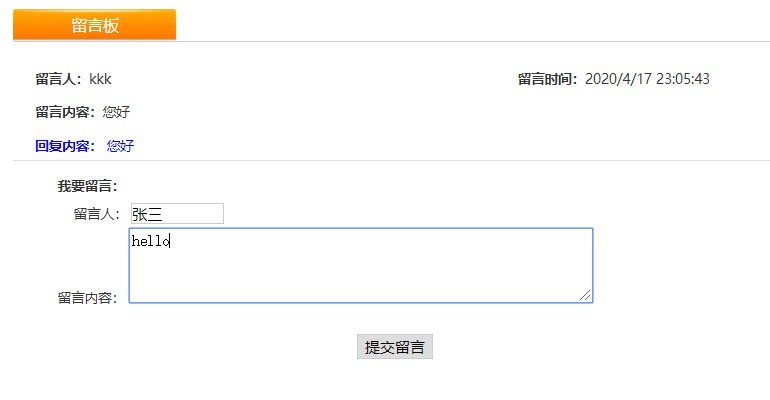 留言板
留言人：kkk 留言时间：2020/4/17 23:05:43
留言内容：您好
回复内容： 您好
我要留言：
留言人： 张三
hello
留言内容：
提交留言